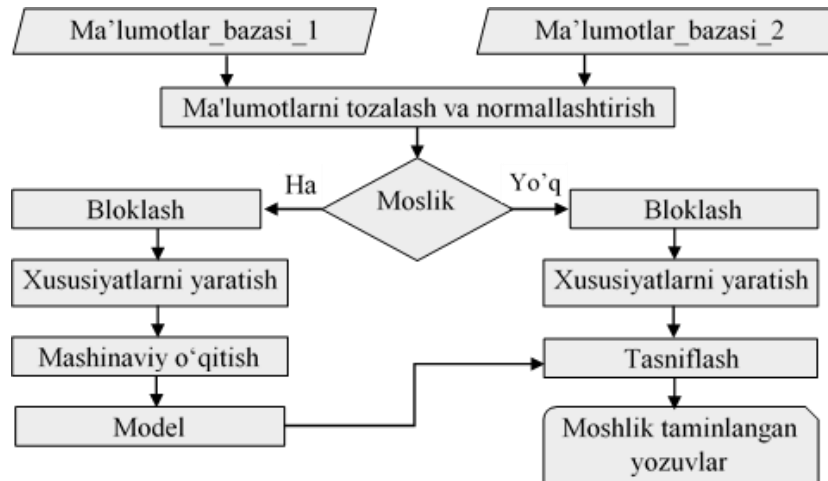 Ma’lumotlar_bazasi_1
Ma’lumotlar_bazasi_2
Ma'lumotlarni tozalash va normallashtirish
Ha
Moslik
Yo’q
Bloklash
Bloklash
Xususiyatlarni yaratish
Xususiyatlarni yaratish
Mashinaviy o‘qitish
Tasniflash
Model
Moshlik taminlangan
yozuvlar